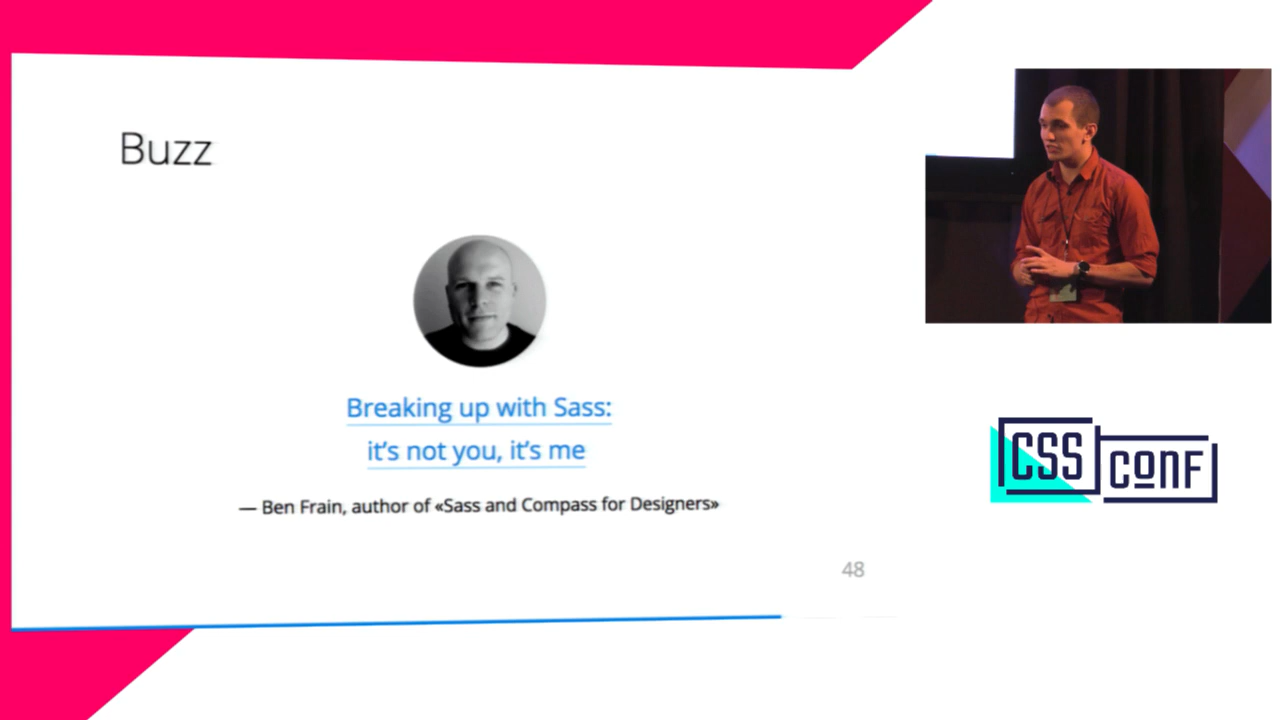 Buzz
Breaking up with Sass:
it’s not you, it’s me
— Ben Frain, author of «Sass and Compass for Designers»
48
CSS
conf